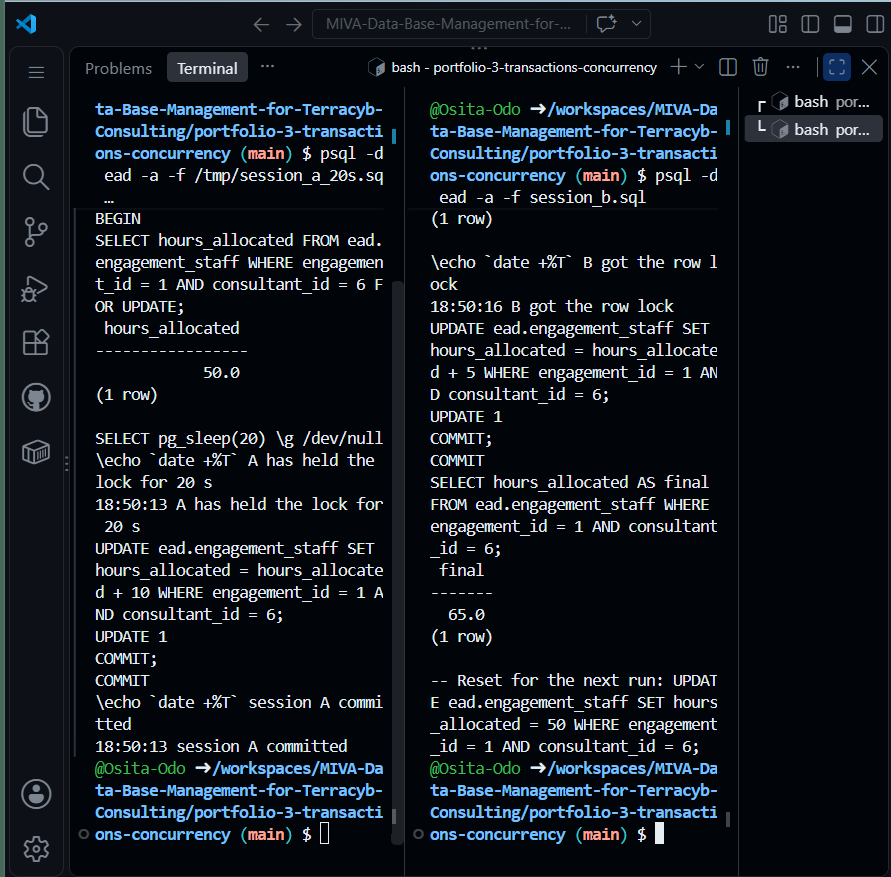 MIVA-Data-Base-Management-for-...
Problems
Terminal
bash - portfolio-3-transactions-concurrency
ta-Base-Management-for-Terracyb-
Consulting/portfolio-3-transacti
ons-concurrency (main) $ psql -d
ead -a -f /tmp/session_a_20s.sq
…
BEGIN
SELECT hours_allocated FROM ead.
engagement_staff WHERE engagemen
t_id = 1 AND consultant_id = 6 F
OR UPDATE;
hours_allocated
-----------------
50.0
(1 row)
SELECT pg_sleep(20) \g /dev/null
\echo `date +%T` A has held the
lock for 20 s
18:50:13 A has held the lock for
20 s
UPDATE ead.engagement_staff SET
hours_allocated = hours_allocate
d + 10 WHERE engagement_id = 1 A
ND consultant_id = 6;
UPDATE 1
COMMIT;
COMMIT
\echo `date +%T` session A commi
tted
18:50:13 session A committed
@Osita-Odo ➜/workspaces/MIVA-Da
ta-Base-Management-for-Terracyb-
Consulting/portfolio-3-transacti
ons-concurrency (main) $
@Osita-Odo ➜/workspaces/MIVA-Da
ta-Base-Management-for-Terracyb-
Consulting/portfolio-3-transacti
ons-concurrency (main) $ psql -d
ead -a -f session_b.sql
(1 row)
\echo `date +%T` B got the row l
ock
18:50:16 B got the row lock
UPDATE ead.engagement_staff SET
hours_allocated = hours_allocate
d + 5 WHERE engagement_id = 1 AN
D consultant_id = 6;
UPDATE 1
COMMIT;
COMMIT
SELECT hours_allocated AS final
FROM ead.engagement_staff WHERE
engagement_id = 1 AND consultant
_id = 6;
final
-------
65.0
(1 row)
-- Reset for the next run: UPDAT
E ead.engagement_staff SET hours
_allocated = 50 WHERE engagement
_id = 1 AND consultant_id = 6;
@Osita-Odo ➜/workspaces/MIVA-Da
ta-Base-Management-for-Terracyb-
Consulting/portfolio-3-transacti
ons-concurrency (main) $
bash por...
bash por...